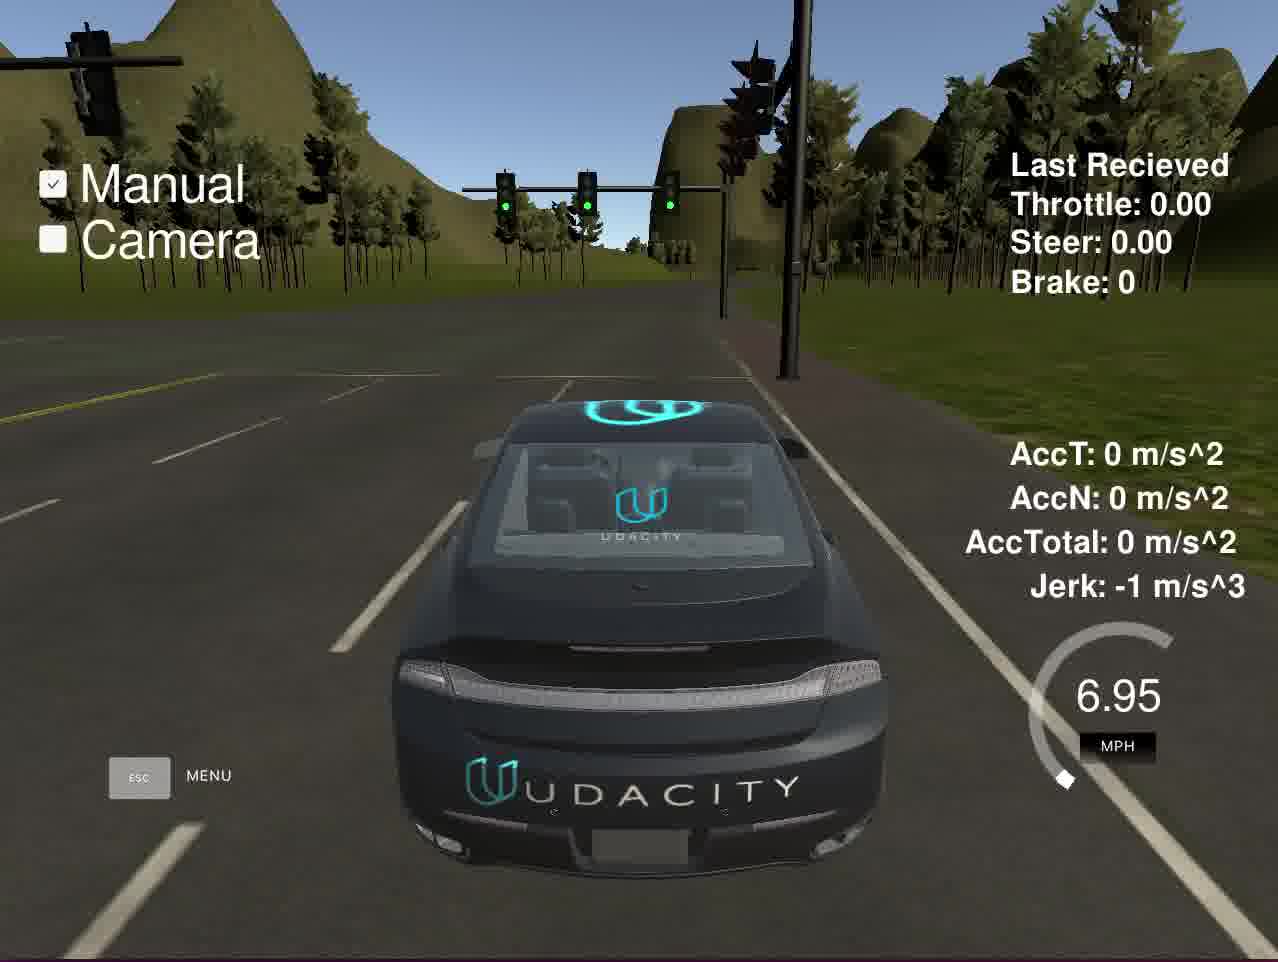 Manual
Camera
Last Recieved
Throttle: 0.00
Steer: 0.00
Brake: 0
AccT: 0 m/s^2
AccN: 0 m/s^2
AccTotal: 0 m/s^2
Jerk: -1 m/s^3
6.95
MPH
ESC MENU
UDACITY
UDACITY